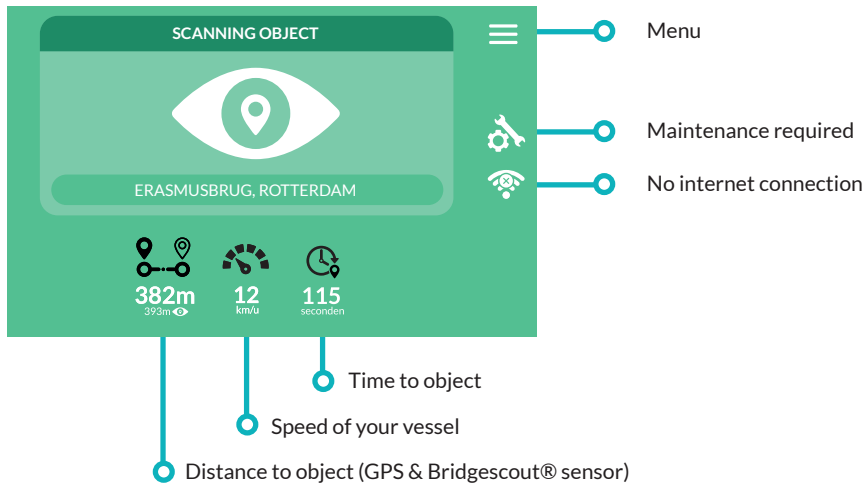 SCANNING OBJECT
Menu
Maintenance required
No internet connection
ERASMUSBRUG, ROTTERDAM
382m
393m
12
km/u
115
seconden
Time to object
Speed of your vessel
Distance to object (GPS & Bridgescout® sensor)